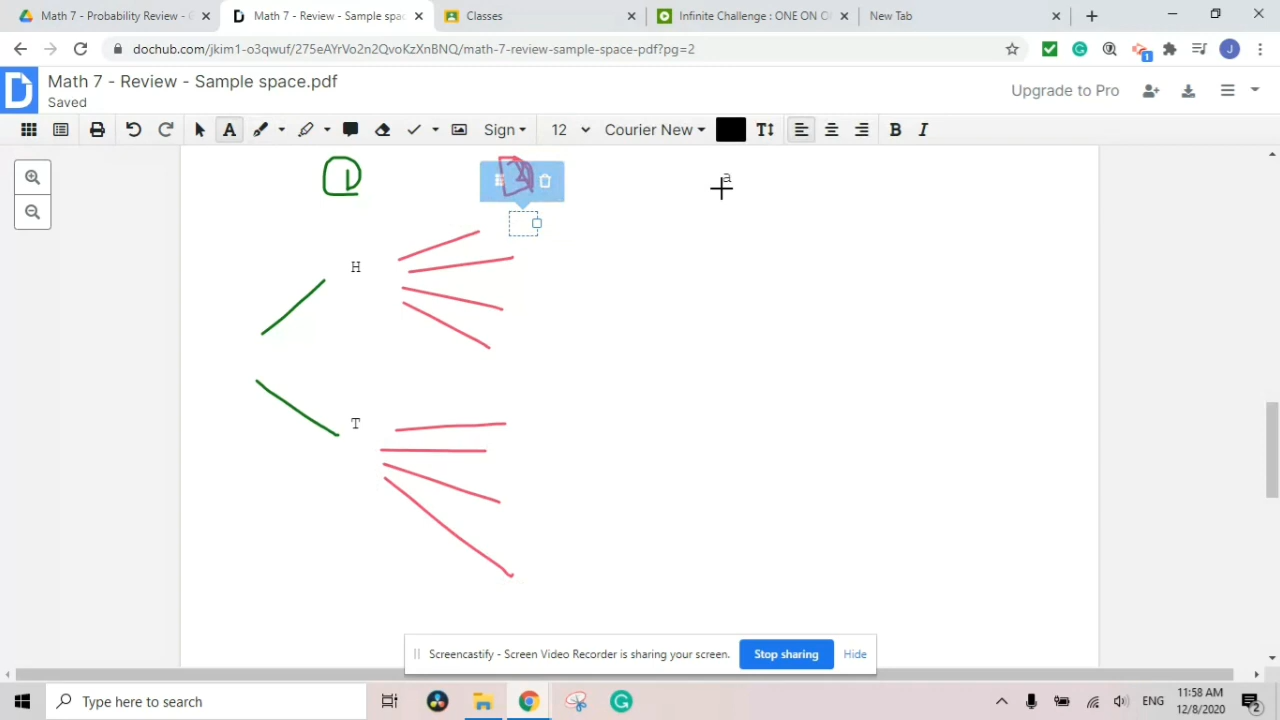 Math 7 - Probability Review - G
Math 7 - Review - Sample spac
Classes
Infinite Challenge : ONE ON O
New Tab
dochub.com/jkim1-o3qwuf/275eAYrVo2n2QvoKzXnBNQ/math-7-review-sample-space-pdf?pg=2
1
J
Math 7 - Review - Sample space.pdf
Saved
Upgrade to Pro
A
Sign
12
Courier New
B I
1
a
H
T
Screencastify - Screen Video Recorder is sharing your screen.
Stop sharing
Hide
Type here to search
ENG
11:58 AM
12/8/2020
2